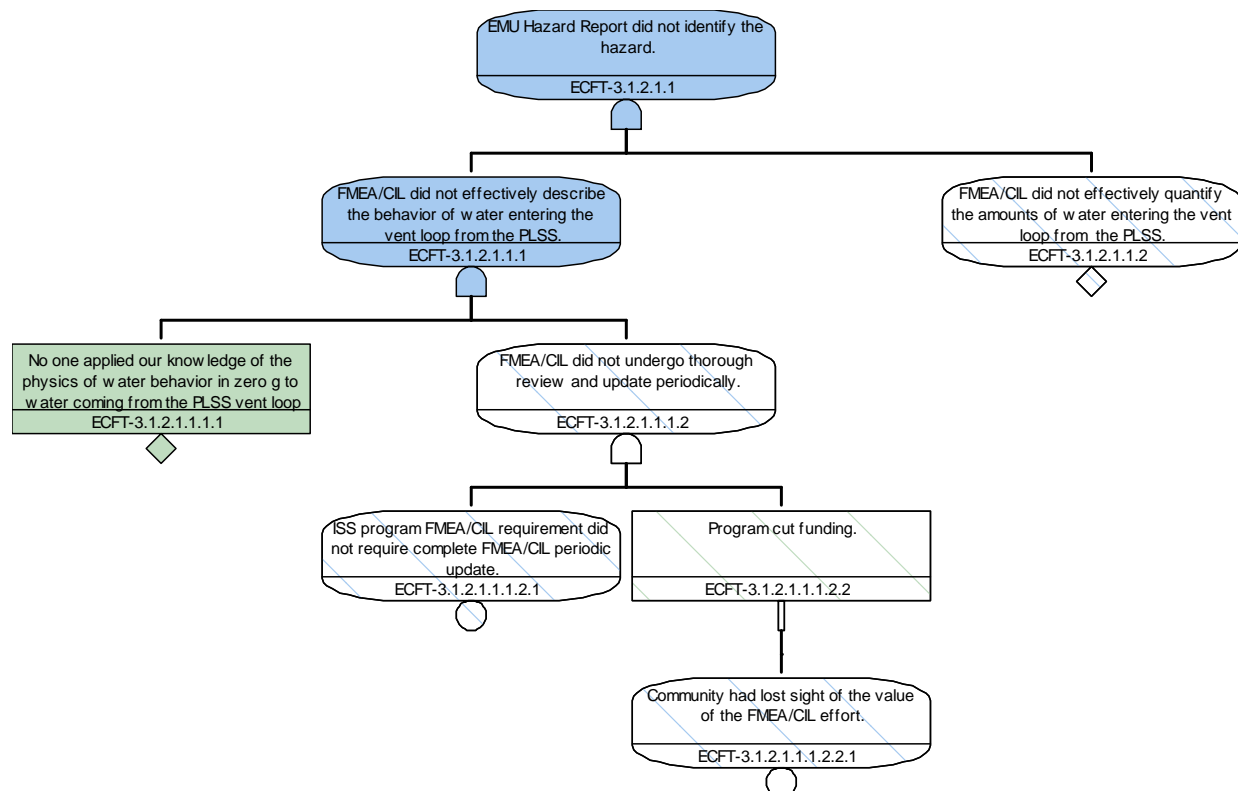 EMU Hazard Report did not identify the
hazard.
ECFT-3.1.2.1.1
FMEA/CIL did not effectively describe
the behavior of water entering the
vent loop from the PLSS.
ECFT-3.1.2.1.1.1
FMEA/CIL did not effectively quantify
the amounts of water entering the vent
loop from the PLSS.
ECFT-3.1.2.1.1.2
No one applied our knowledge of the
physics of water behavior in zero g to
water coming from the PLSS vent loop
ECFT-3.1.2.1.1.1.1
FMEA/CIL did not undergo thorough
review and update periodically.
ECFT-3.1.2.1.1.1.2
ISS program FMEA/CIL requirement did
not require complete FMEA/CIL periodic
update.
ECFT-3.1.2.1.1.1.2.1
Program cut funding.
ECFT-3.1.2.1.1.1.2.2
Community had lost sight of the value
of the FMEA/CIL effort.
ECFT-3.1.2.1.1.1.2.2.1